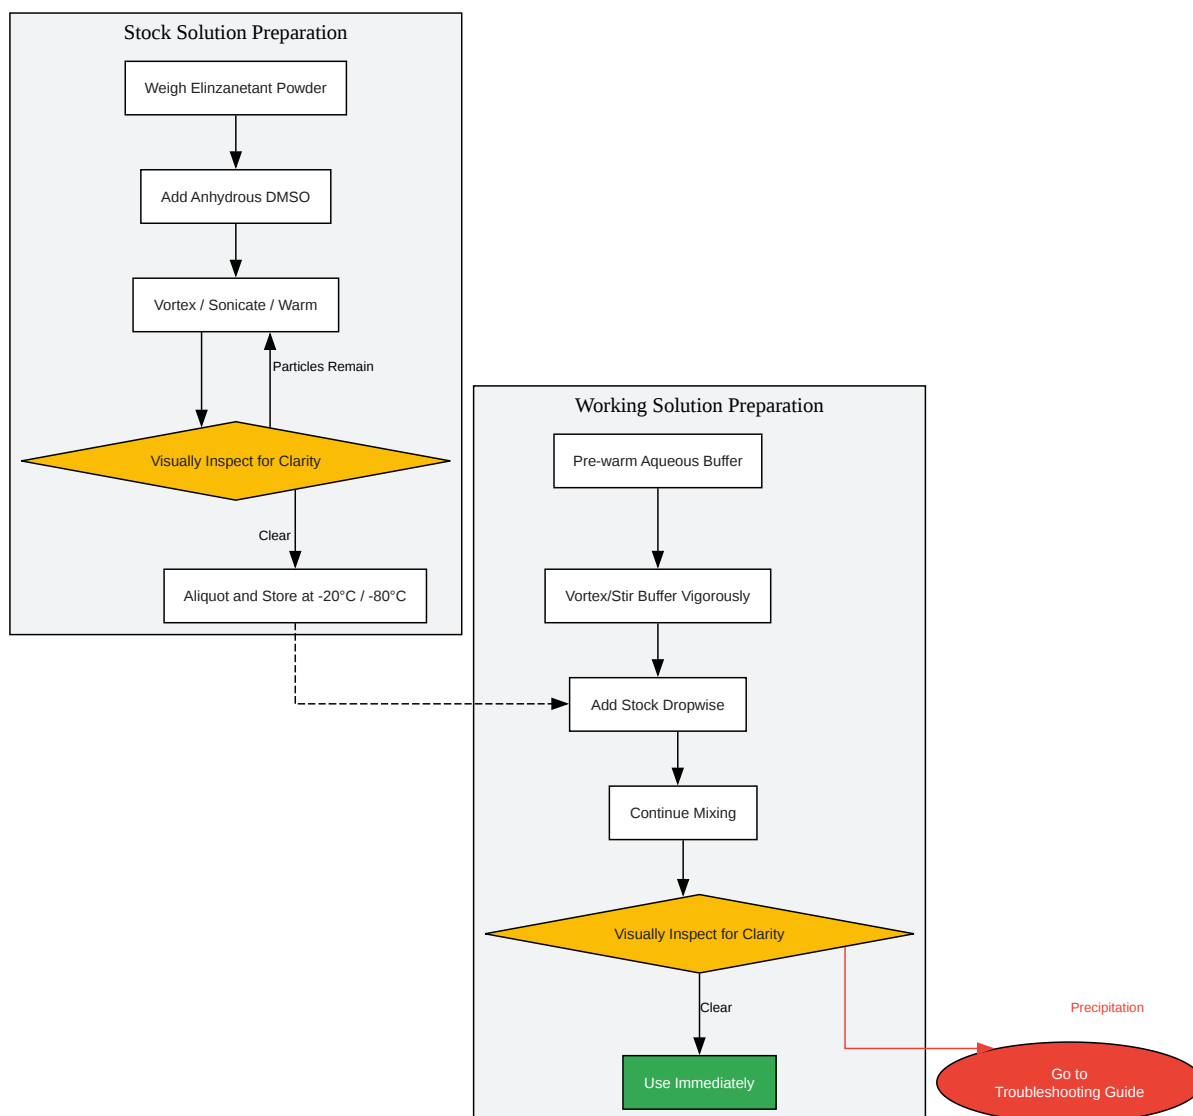 Stock Solution Preparation
Weigh Elinzanetant Powder
Add Anhydrous DMSO
Vortex / Sonicate / Warm
Particles Remain
Visually Inspect for Clarity
Clear
Aliquot and Store at -20°C / -80°C
Working Solution Preparation
Pre-warm Aqueous Buffer
Vortex/Stir Buffer Vigorously
Add Stock Dropwise
Continue Mixing
Visually Inspect for Clarity
Clear
Precipitation
Use Immediately
Go to
Troubleshooting Guide